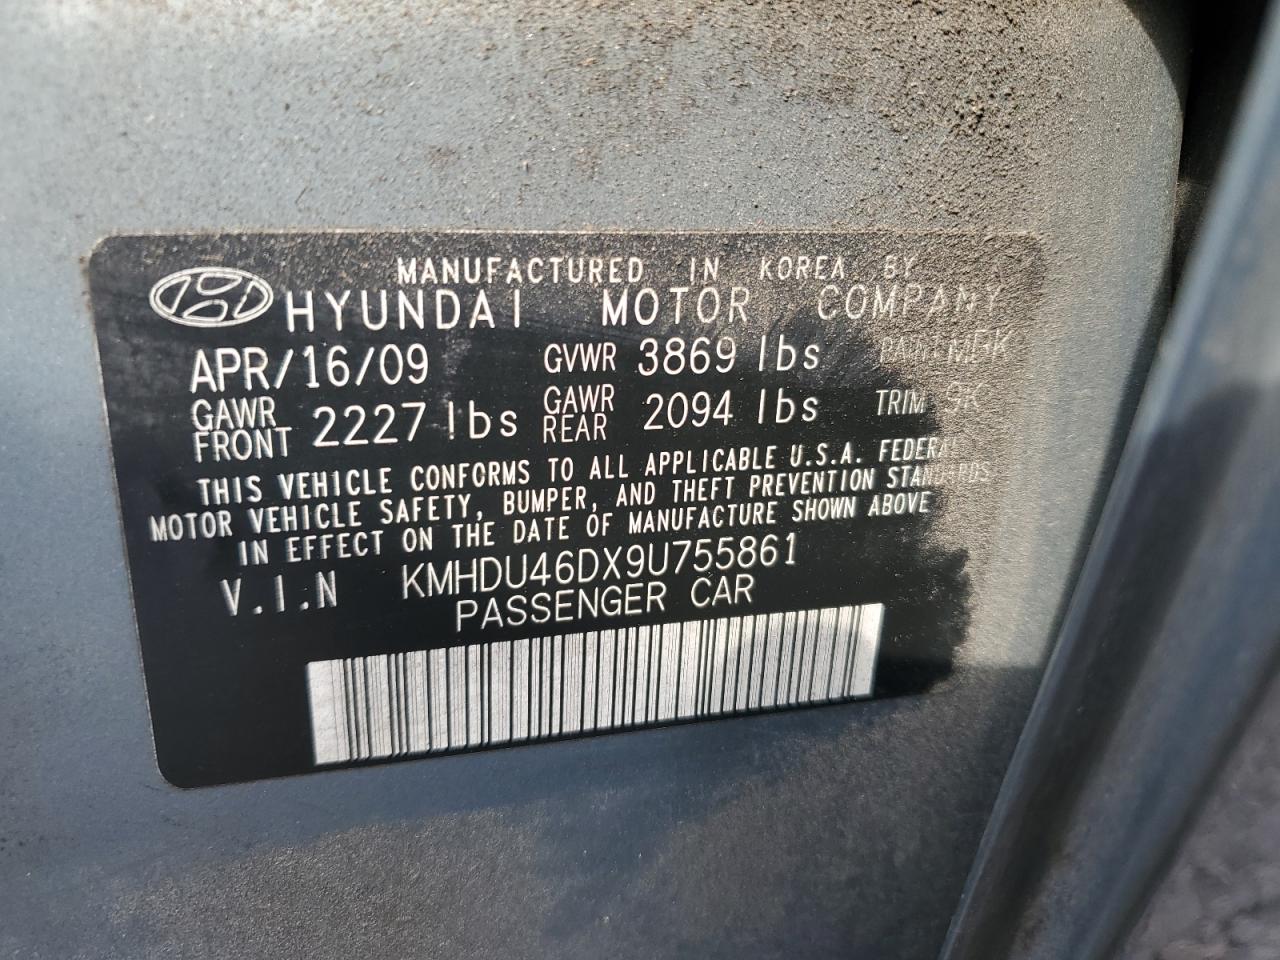 MANUFACTURED IN KOREA BY
HYUNDAI MOTOR COMPANY
APR/16/09 GVWR 3869 lbs PAINT
GAWR FRONT 2227 lbs GAWR REAR 2094 lbs TRIM
THIS VEHICLE CONFORMS TO ALL APPLICABLE U.S.A. FEDERAL
MOTOR VEHICLE SAFETY, BUMPER, AND THEFT PREVENTION STANDARDS
IN EFFECT ON THE DATE OF MANUFACTURE SHOWN ABOVE
V.I.N KMHDU46DX9U755861
PASSENGER CAR